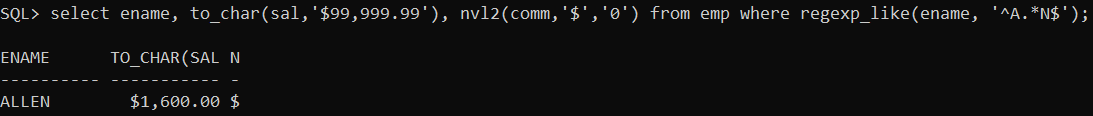 SQL> select ename, to_char(sal,'$99,999.99'), nvl2(comm,'$','0') from emp where regexp_like(ename, '^A.*N$');
ENAME      TO_CHAR(SAL N
---------- ----------- -
ALLEN        $1,600.00 $